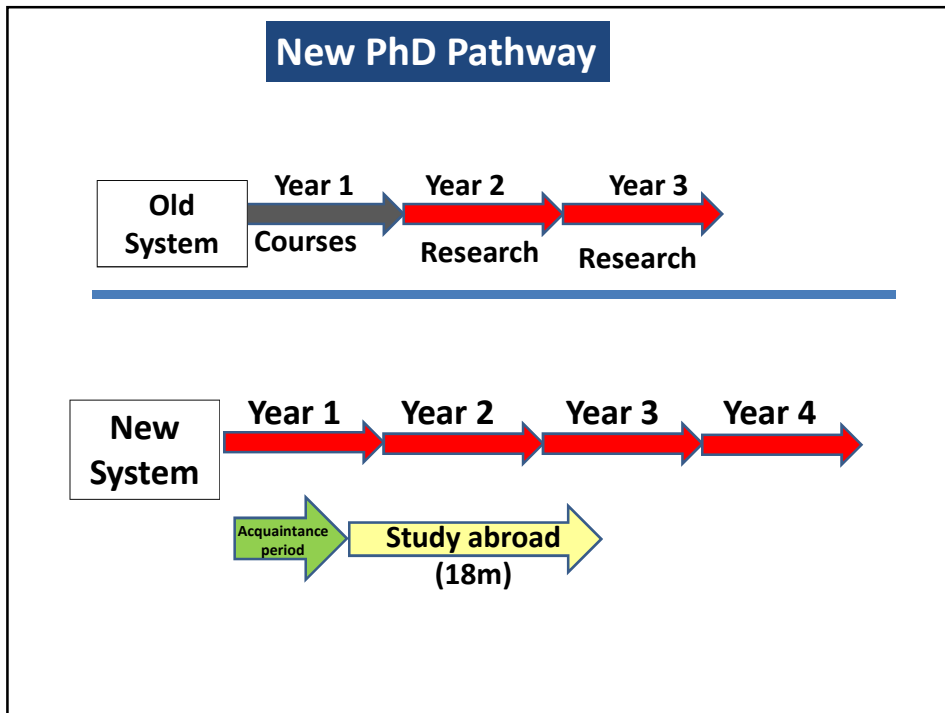 New PhD Pathway
Year 1
Year 2
Year 3
Old
System
Courses
Research
Research
New
System
Year 1
Year 2
Year 3
Year 4
Acquaintance
period
Study abroad
(18m)